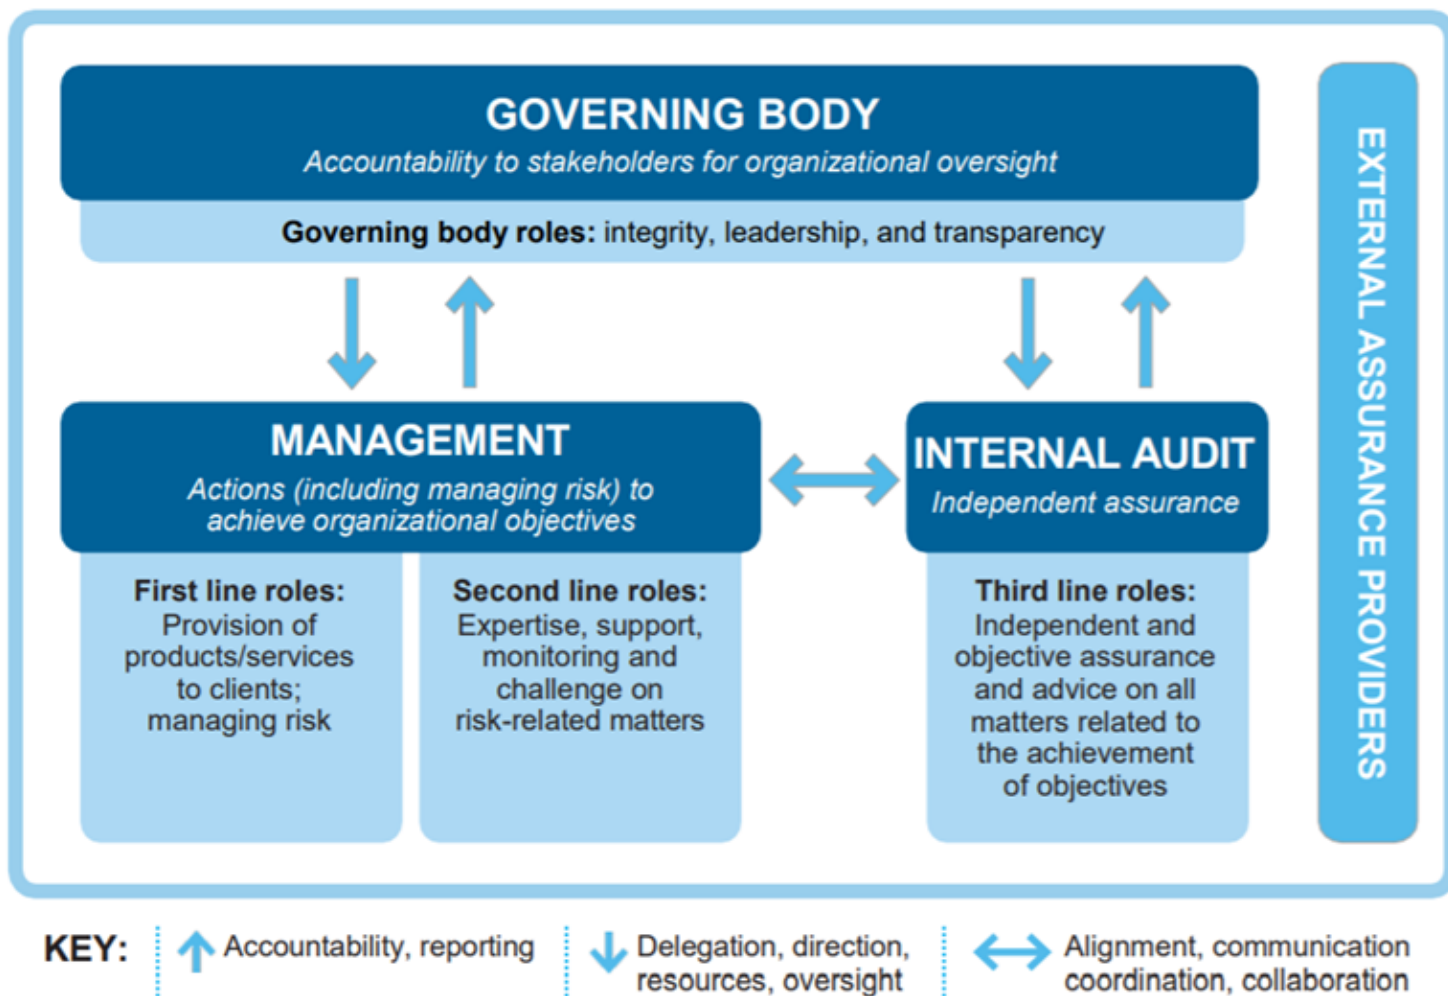 GOVERNING BODY
Accountability to stakeholders for organizational oversight
Governing body roles: integrity, leadership, and transparency
MANAGEMENT
Actions (including managing risk) to
achieve organizational objectives
First line roles:
Provision of
products/services
to clients;
managing risk
Second line roles:
Expertise, support,
monitoring and
challenge on
risk-related matters
INTERNAL AUDIT
Independent assurance
Third line roles:
Independent and
objective assurance
and advice on all
matters related to
the achievement
of objectives
EXTERNAL ASSURANCE PROVIDERS
KEY:
Accountability, reporting
Delegation, direction,
resources, oversight
Alignment, communication
coordination, collaboration